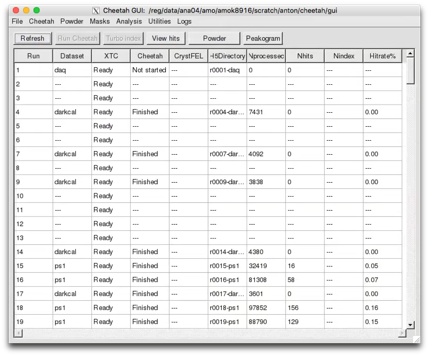 Cheetah GUI: /reg/data/ana04/amo/amok8916/scratch/anton/cheetah/gui
File Cheetah Powder Masks Analysis Utilities Log
Refresh Run Cheetah Turbo index View hits Powder Peakogram
Run Dataset XTC Cheetah CrystFEL H5Directory Nprocessed Nhits Nindex Hitrate%
1 daq Ready Not started --- r0001-daq 0 0 --- ---
2 --- Ready --- --- --- --- --- --- ---
3 --- Ready --- --- --- --- --- --- ---
4 darkcal Ready Finished --- r0004-dar... 7431 0 --- 0.00
5 --- Ready --- --- --- --- --- --- ---
6 --- Ready --- --- --- --- --- --- ---
7 darkcal Ready Finished --- r0007-dar... 4092 0 --- 0.00
8 --- Ready --- --- --- --- --- --- ---
9 darkcal Ready Finished --- r0009-dar... 3838 0 --- 0.00
10 --- Ready --- --- --- --- --- --- ---
11 --- Ready --- --- --- --- --- --- ---
12 --- Ready --- --- --- --- --- --- ---
13 --- Ready --- --- --- --- --- --- ---
14 darkcal Ready Finished --- r0014-dar... 4380 0 --- 0.00
15 ps1 Ready Finished --- r0015-ps1 32419 16 --- 0.05
16 ps1 Ready Finished --- r0016-ps1 81308 58 --- 0.07
17 darkcal Ready Finished --- r0017-dar... 3601 0 --- 0.00
18 ps1 Ready Finished --- r0018-ps1 97852 156 --- 0.16
19 ps1 Ready Finished --- r0019-ps1 88790 129 --- 0.15